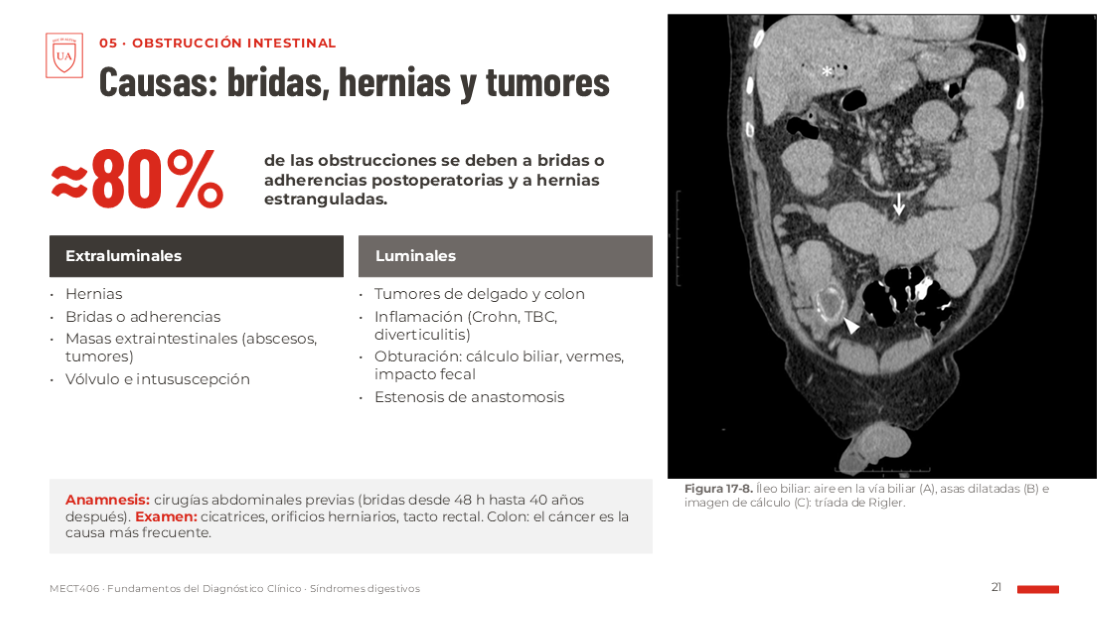 UA
05 · OBSTRUCCIÓN INTESTINAL
Causas: bridas, hernias y tumores
≈80%
de las obstrucciones se deben a bridas o
adherencias postoperatorias y a hernias
estranguladas.
Extraluminales
• Hernias
• Bridas o adherencias
• Masas extraintestinales (abscesos,
tumores)
• Vólvulo e intususcepción
Luminales
• Tumores de delgado y colon
• Inflamación (Crohn, TBC,
diverticulitis)
• Obturación: cálculo biliar, vermes,
impacto fecal
• Estenosis de anastomosis
Anamnesis: cirugías abdominales previas (bridas desde 48 h hasta 40 años
después). Examen: cicatrices, orificios herniarios, tacto rectal. Colon: el cáncer es la
causa más frecuente.
*
Figura 17-8. Íleo biliar: aire en la vía biliar (A), asas dilatadas (B) e
imagen de cálculo (C): tríada de Rigler.
MECT406 · Fundamentos del Diagnóstico Clínico · Síndromes digestivos
21